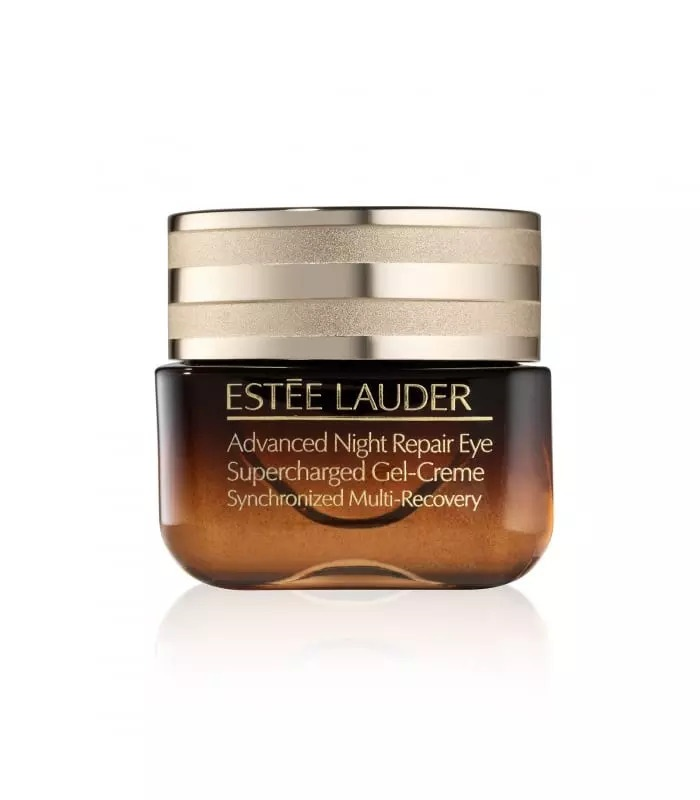 ESTĒE LAUDER
Advanced Night Repair Eye
Supercharged Gel-Creme
Synchronized Multi-Recovery